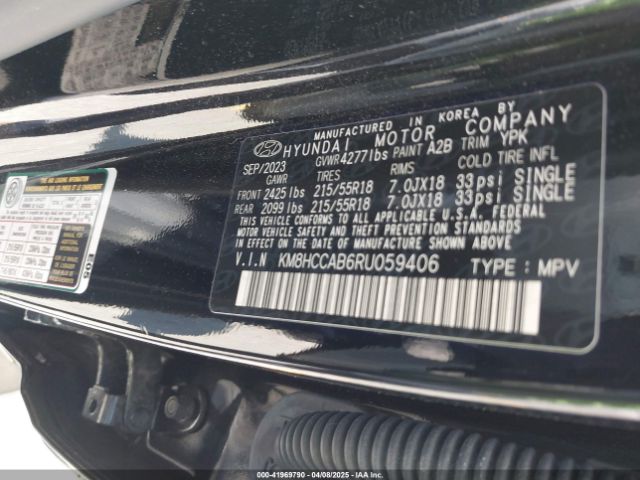 MANUFACTURED IN KOREA BY
HYUNDAI MOTOR COMPANY
SEP/2023 GVWR 4277lbs PAINT A2B TRIM YPK
GAWR TIRES RIMS COLD TIRE INFL
FRONT 2425 lbs 215/55R18 7.0JX18 33psi SINGLE
REAR 2099 lbs 215/55R18 7.0JX18 33psi SINGLE
THIS VEHICLE CONFORMS TO ALL APPLICABLE U.S.A. FEDERAL
MOTOR VEHICLE SAFETY, BUMPER, AND THEFT PREVENTION
STANDARDS IN EFFECT ON THE DATE OF MANUFACTURE SHOWN ABOVE.
V.I.N KM8HCCAB6RU059406 TYPE : MPV
000-41969790 - 04/08/2025 - IAAI.COM